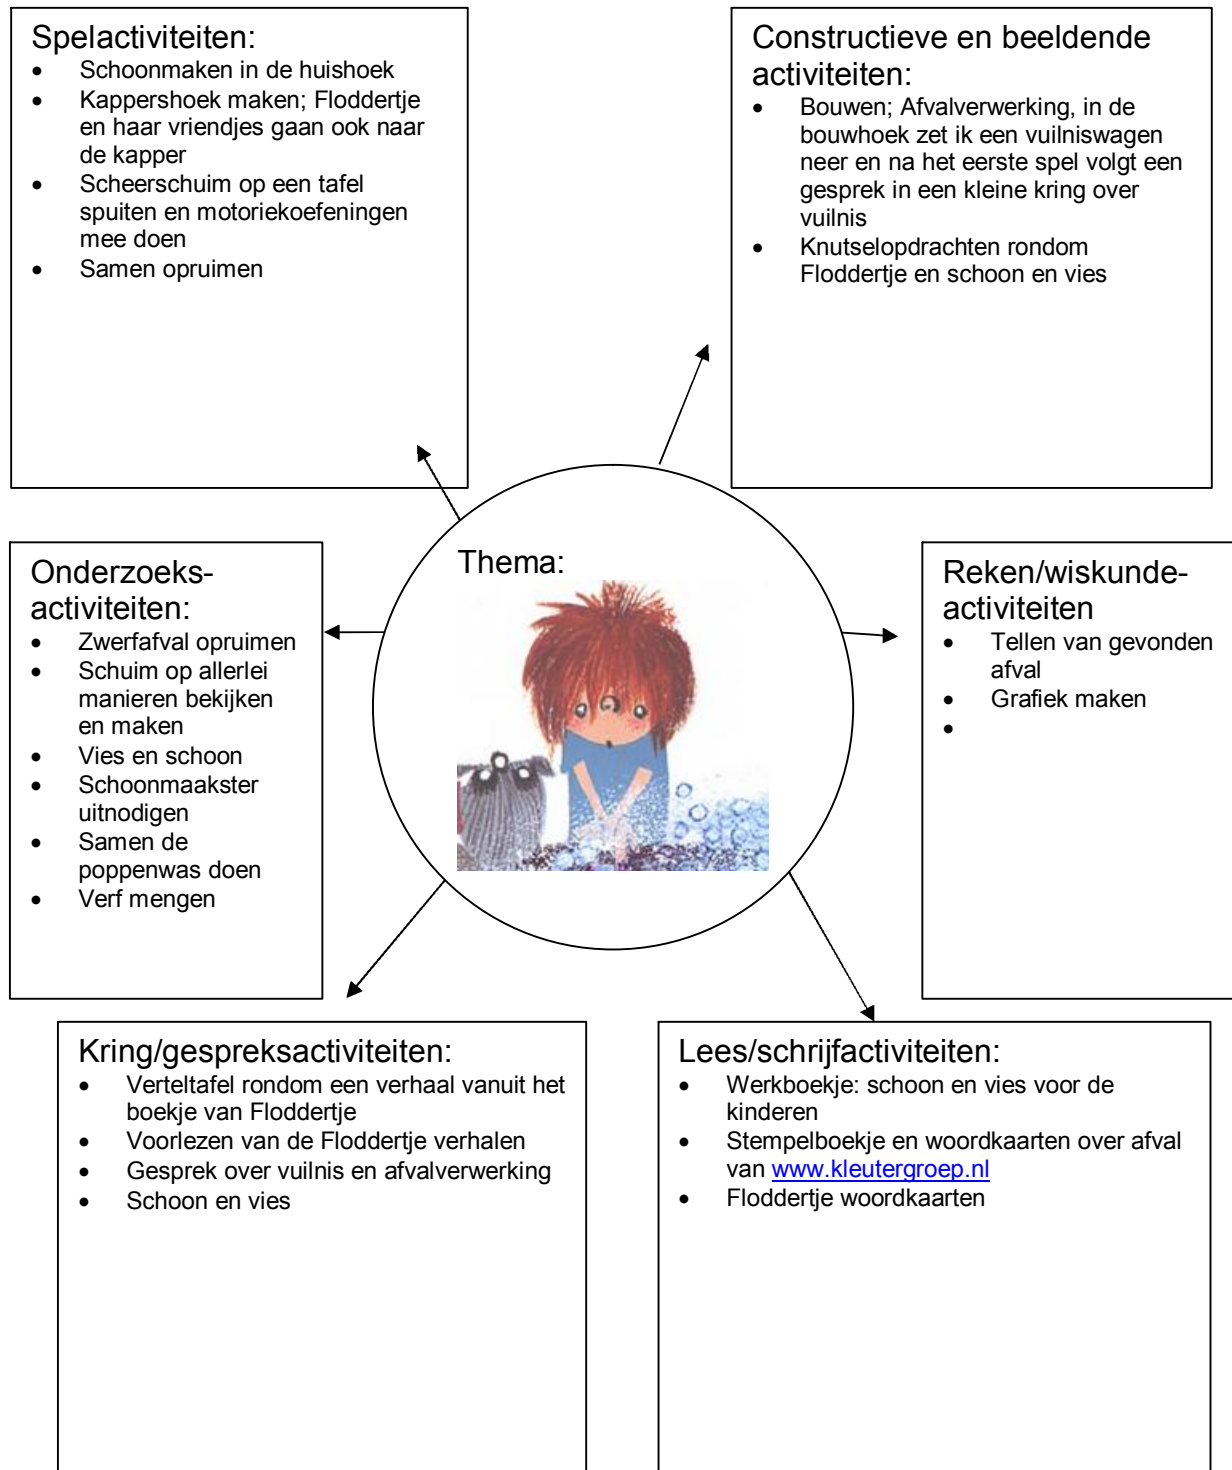 Spelactiviteiten:
• Schoonmaken in de huishoek
• Kappershoek maken; Floddertje
en haar vriendjes gaan ook naar
de kapper
• Scheerschuim op een tafel
spuiten en motoriekoefeningen
mee doen
• Samen opruimen
Constructieve en beeldende
activiteiten:
• Bouwen; Afvalverwerking, in de
bouwhoek zet ik een vuilniswagen
neer en na het eerste spel volgt een
gesprek in een kleine kring over
vuilnis
• Knutselopdrachten rondom
Floddertje en schoon en vies
Onderzoeks-
activiteiten:
• Zwerfafval opruimen
• Schuim op allerlei
manieren bekijken
en maken
• Vies en schoon
• Schoonmaakster
uitnodigen
• Samen de
poppenwas doen
• Verf mengen
Thema:
Reken/wiskunde-
activiteiten
• Tellen van gevonden
afval
• Grafiek maken
•
Kring/gespreksactiviteiten:
• Verteltafel rondom een verhaal vanuit het
boekje van Floddertje
• Voorlezen van de Floddertje verhalen
• Gesprek over vuilnis en afvalverwerking
• Schoon en vies
Lees/schrijfactiviteiten:
• Werkboekje: schoon en vies voor de
kinderen
• Stempelboekje en woordkaarten over afval
van www.kleutergroep.nl
• Floddertje woordkaarten